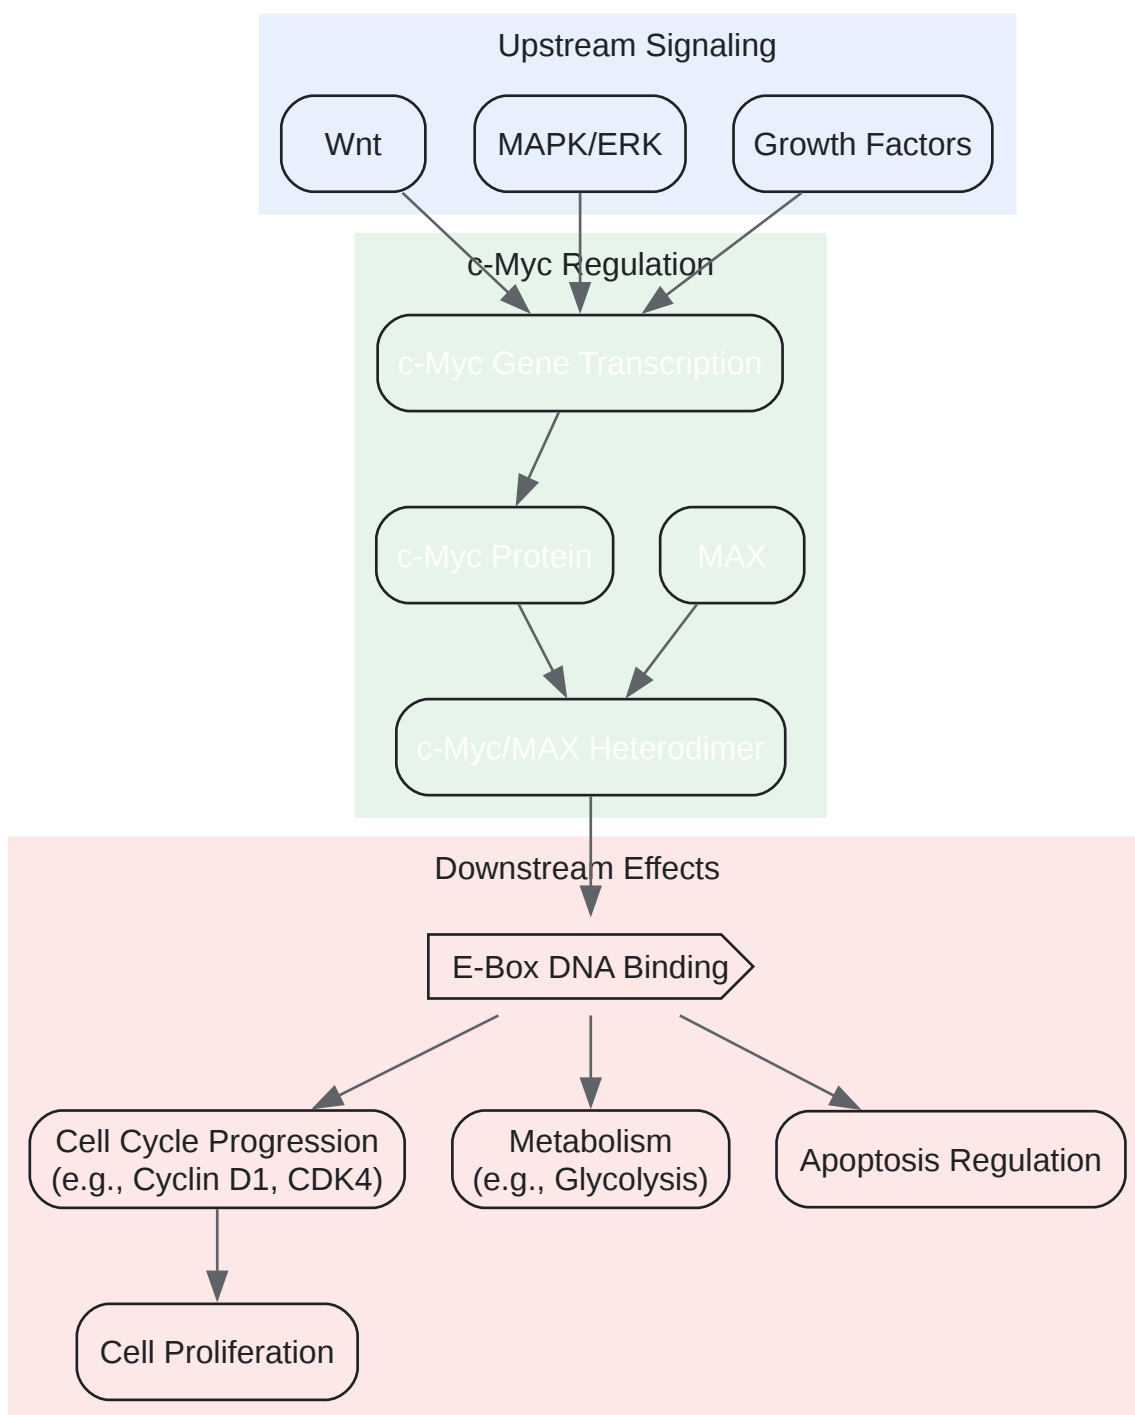 Upstream Signaling
Wnt
MAPK/ERK
Growth Factors
c-Myc Regulation
c-Myc Gene Transcription
c-Myc Protein
MAX
c-Myc/MAX Heterodimer
Downstream Effects
E-Box DNA Binding
Cell Cycle Progression
(e.g., Cyclin D1, CDK4)
Metabolism
(e.g., Glycolysis)
Apoptosis Regulation
Cell Proliferation